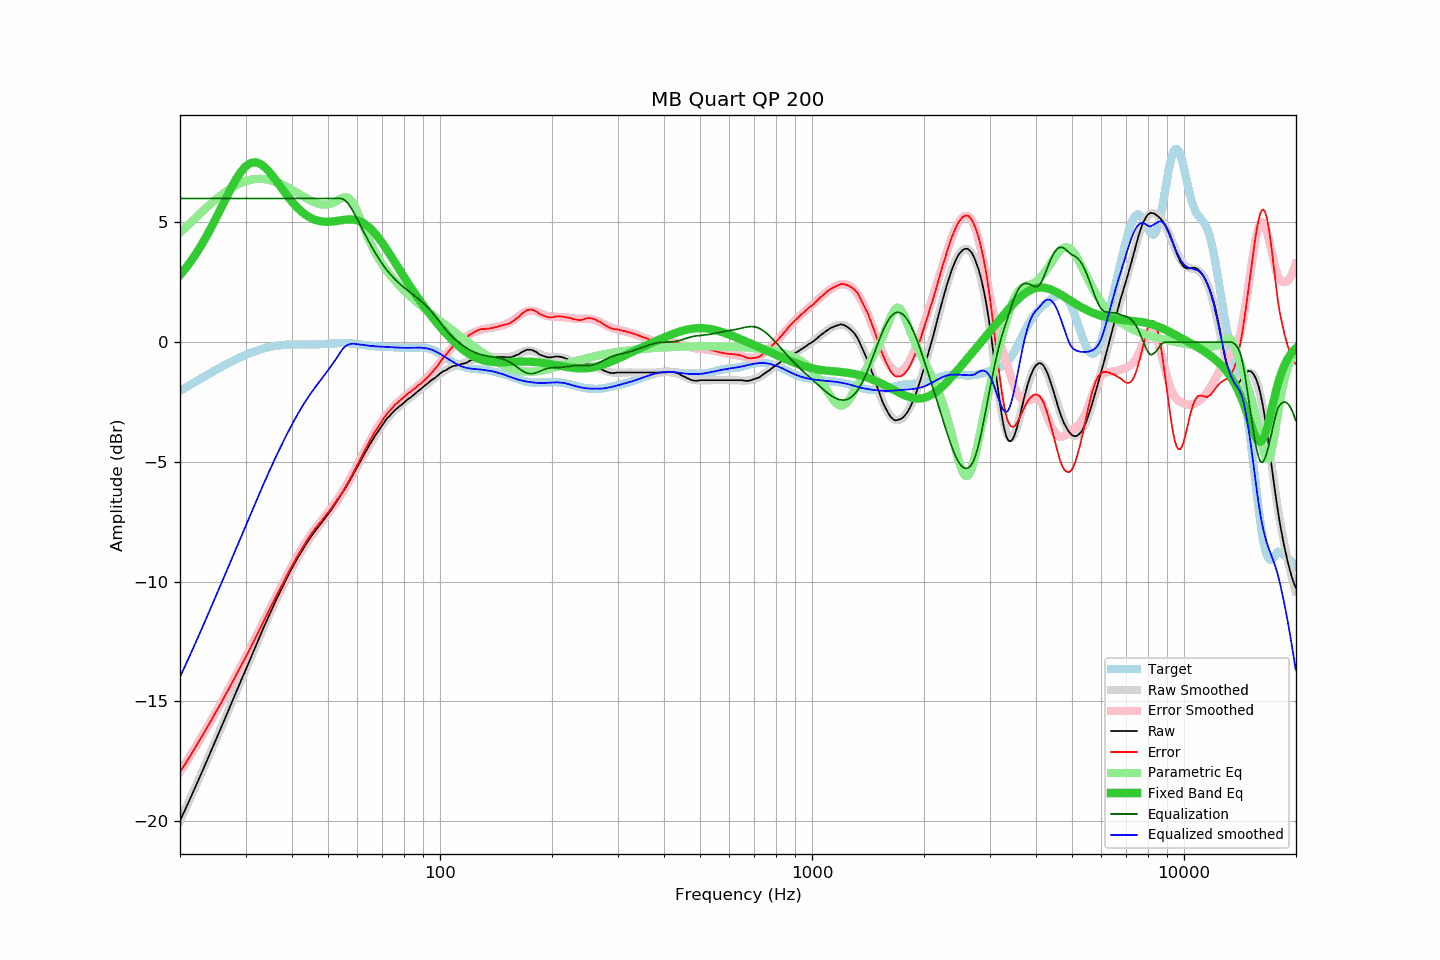 MB Quart QP 200
Amplitude (dBr)
5
0
−5
−10
−15
−20
100
1000
10000
Frequency (Hz)
Target
Raw Smoothed
Error Smoothed
Raw
Error
Parametric Eq
Fixed Band Eq
Equalization
Equalized smoothed